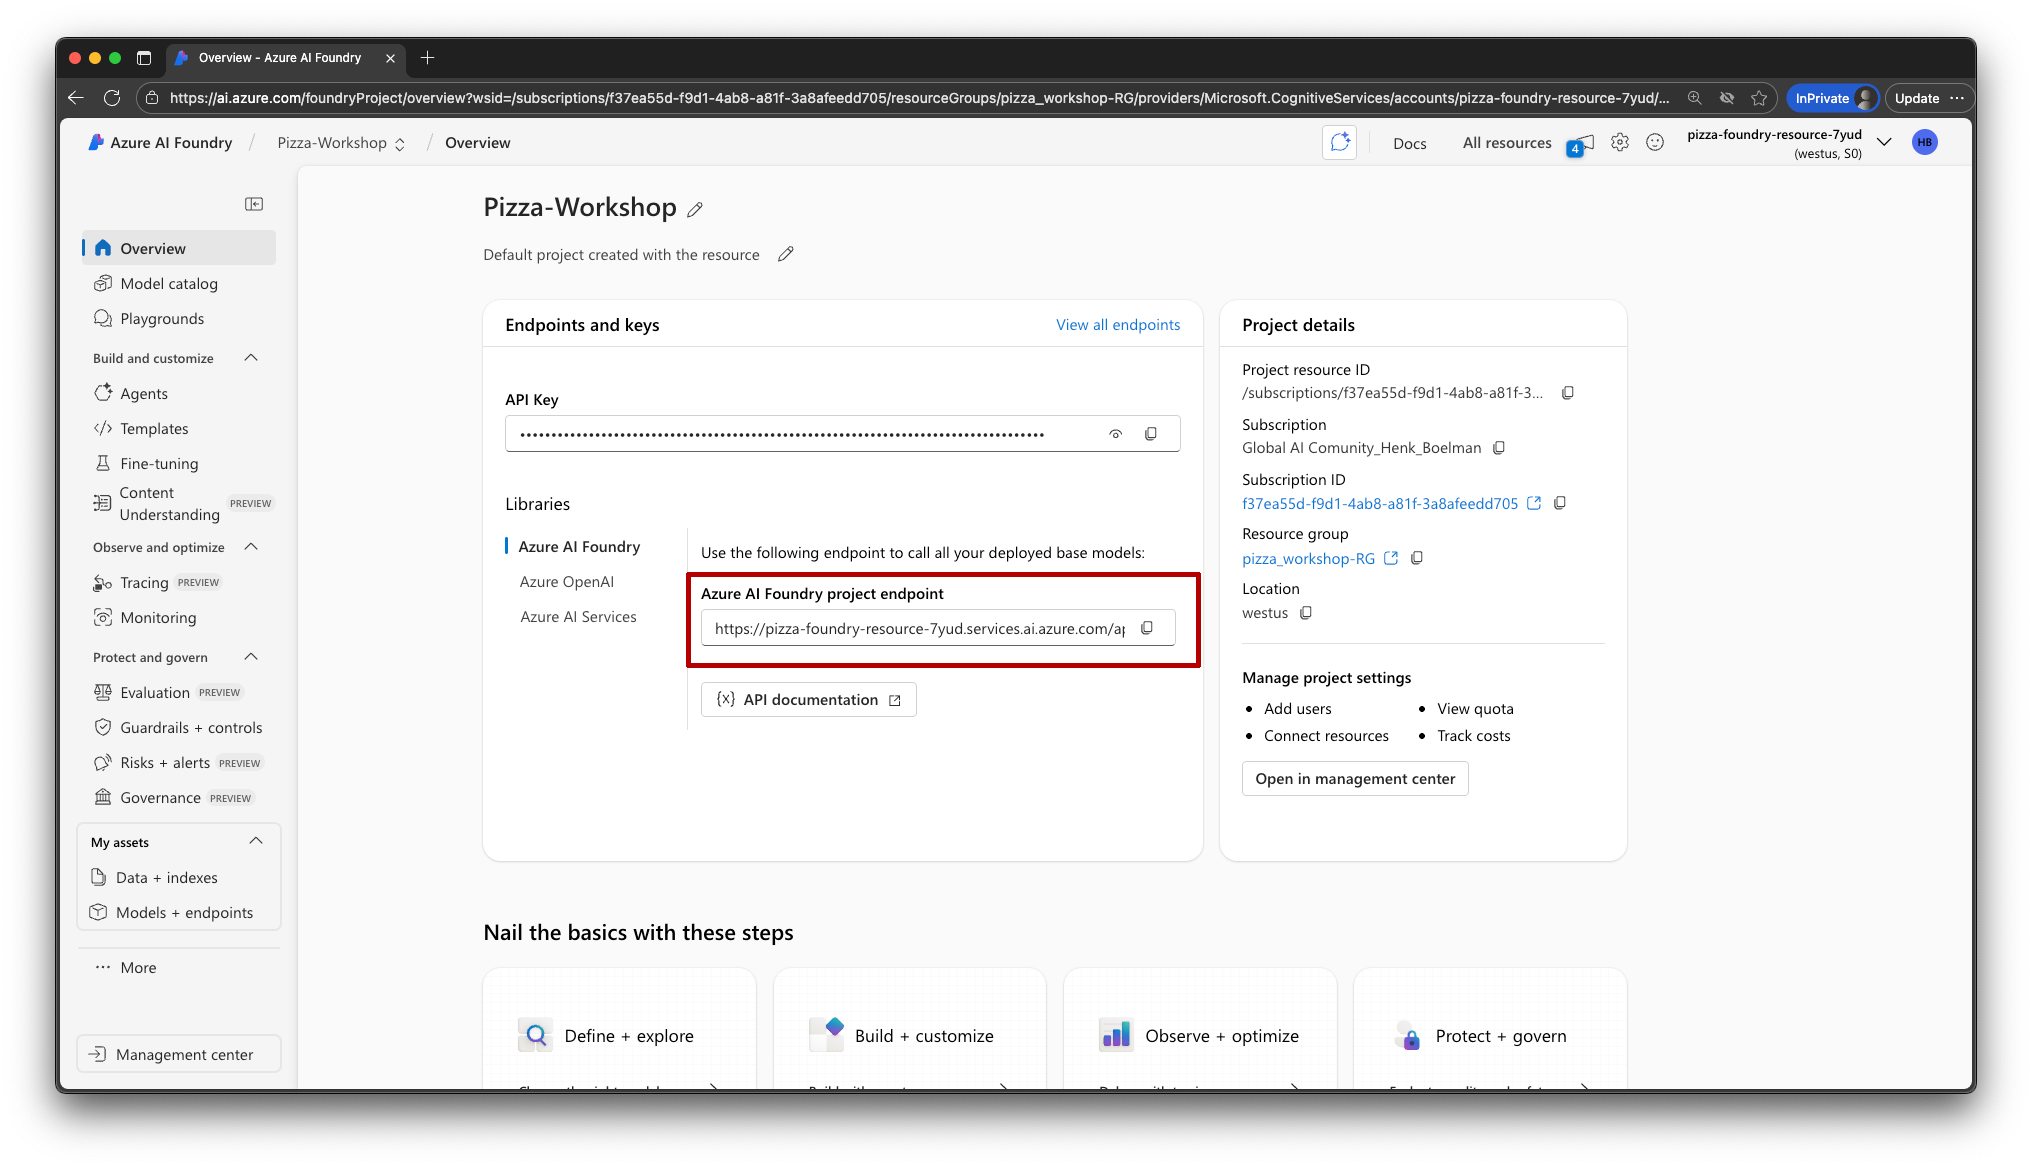 Overview - Azure AI Foundry
https://ai.azure.com/foundryProject/overview?wsid=/subscriptions/f37ea55d-f9d1-4ab8-a81f-3a8afeedd705/resourceGroups/pizza_workshop-RG/providers/Microsoft.CognitiveServices/accounts/pizza-foundry-resource-7yud/...
InPrivate
Update
Azure AI Foundry / Pizza-Workshop / Overview
Docs
All resources
4
pizza-foundry-resource-7yud
(westus, S0)
HB
Overview
Model catalog
Playgrounds
Build and customize
Agents
Templates
Fine-tuning
Content
Understanding PREVIEW
Observe and optimize
Tracing PREVIEW
Monitoring
Protect and govern
Evaluation PREVIEW
Guardrails + controls
Risks + alerts PREVIEW
Governance PREVIEW
My assets
Data + indexes
Models + endpoints
More
Management center
Pizza-Workshop
Default project created with the resource
Endpoints and keys
View all endpoints
API Key
Libraries
Azure AI Foundry
Azure OpenAI
Azure AI Services
Use the following endpoint to call all your deployed base models:
Azure AI Foundry project endpoint
https://pizza-foundry-resource-7yud.services.ai.azure.com/ap
{x} API documentation
Project details
Project resource ID
/subscriptions/f37ea55d-f9d1-4ab8-a81f-3...
Subscription
Global AI Comunity_Henk_Boelman
Subscription ID
f37ea55d-f9d1-4ab8-a81f-3a8afeedd705
Resource group
pizza_workshop-RG
Location
westus
Manage project settings
• Add users
• View quota
• Connect resources
• Track costs
Open in management center
Nail the basics with these steps
Define + explore
Build + customize
Observe + optimize
Protect + govern